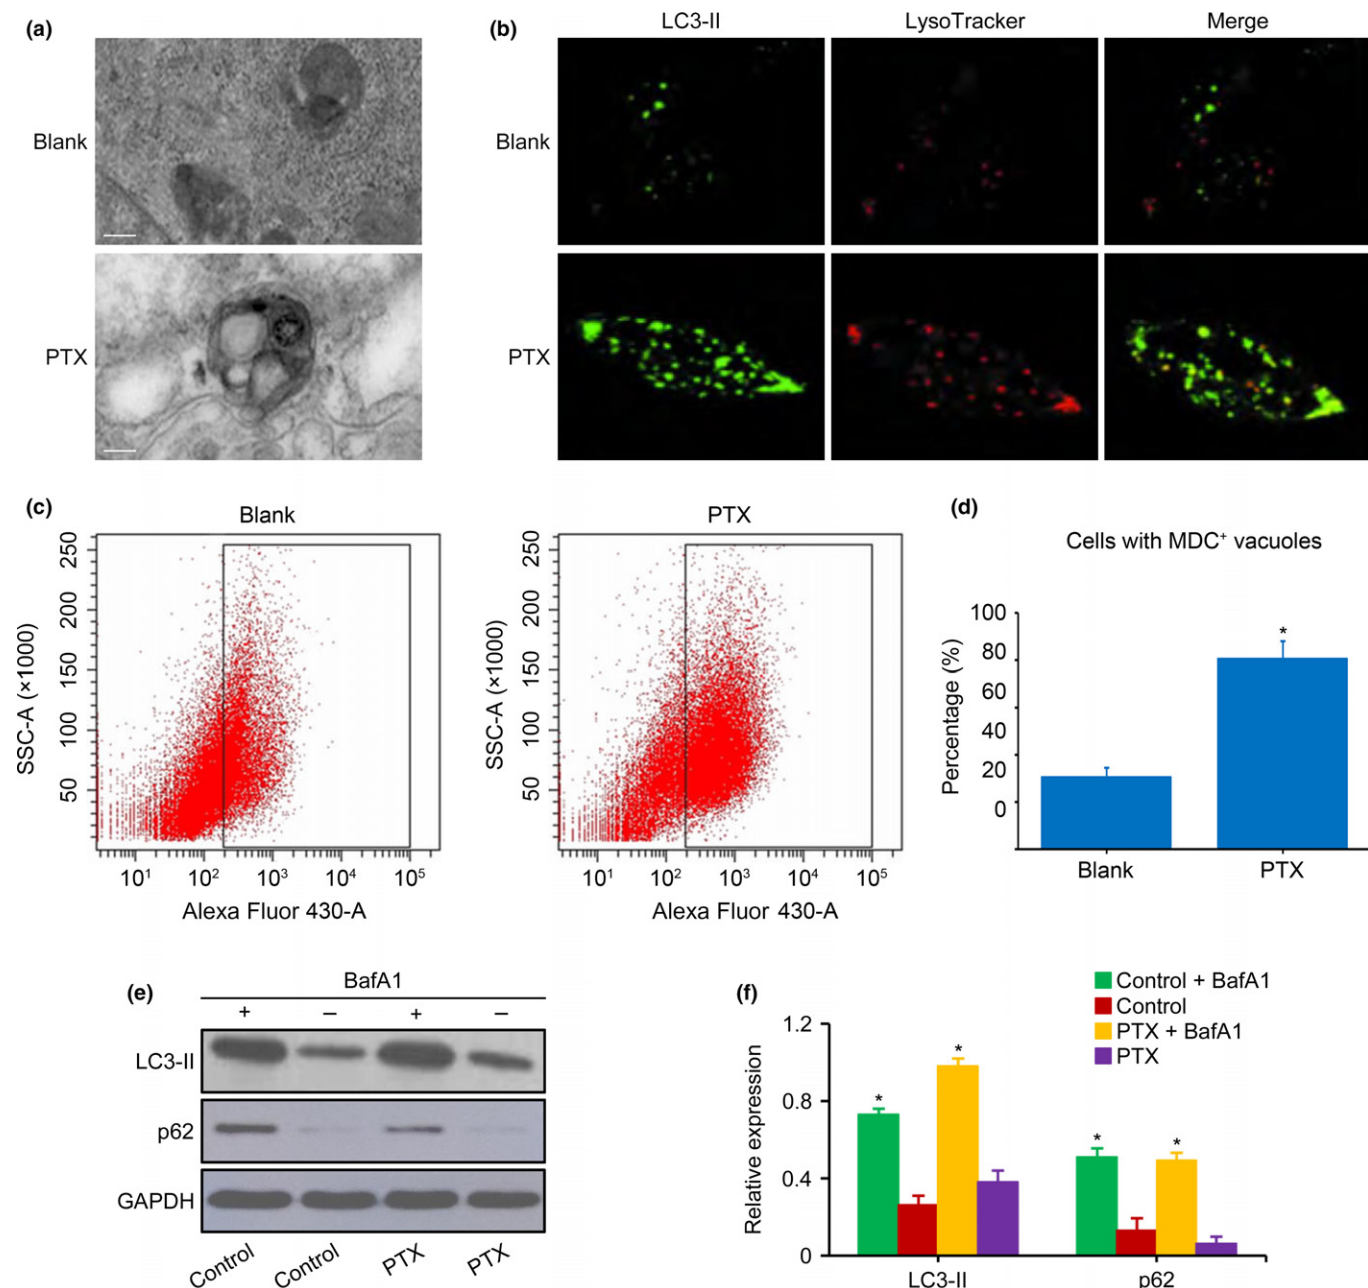 (a)
Blank
PTX
(b)
LC3-II LysoTracker Merge
Blank
PTX
(c)
Blank
SSC-A (×1000)
250
200
150
100
50
10¹ 10² 10³ 10⁴ 10⁵
Alexa Fluor 430-A
PTX
SSC-A (×1000)
250
200
150
100
50
10¹ 10² 10³ 10⁴ 10⁵
Alexa Fluor 430-A
(d)
Cells with MDC⁺ vacuoles
Percentage (%)
100
80
60
40
20
0
*
Blank PTX
(e)
BafA1
+ – + –
LC3-II
p62
GAPDH
Control Control PTX PTX
(f)
Control + BafA1
Control
PTX + BafA1
PTX
Relative expression
1.2
0.8
0.4
0
* * * *
LC3-II p62